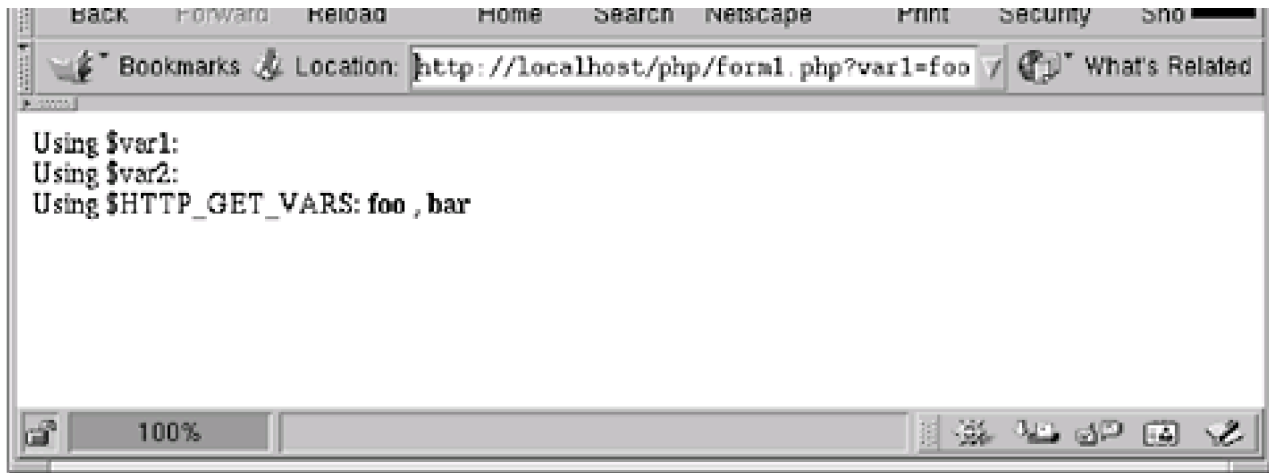 Back Forward Reload Home Search Netscape Print Security Sho
Bookmarks Location: http://localhost/php/form1.php?var1=foo What's Related
Using $var1:
Using $var2:
Using $HTTP_GET_VARS: foo , bar
100%